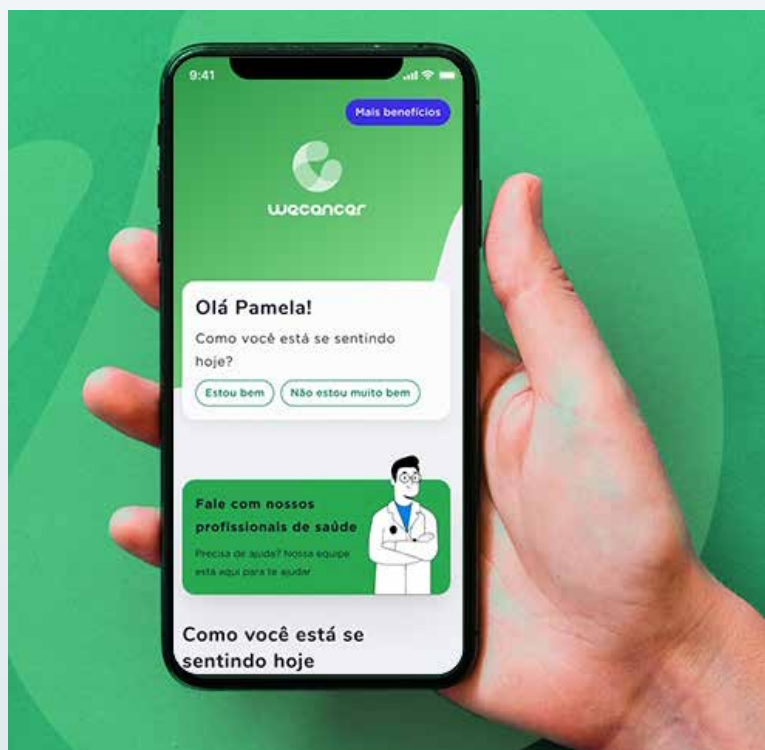 9:41
Mais benefícios
wecancer
Olá Pamela!
Como você está se sentindo
hoje?
Estou bem
Não estou muito bem
Fale com nossos
profissionais de saúde
Precisa de ajuda? Nossa equipe
está aqui para te ajudar
Como você está se
sentindo hoje